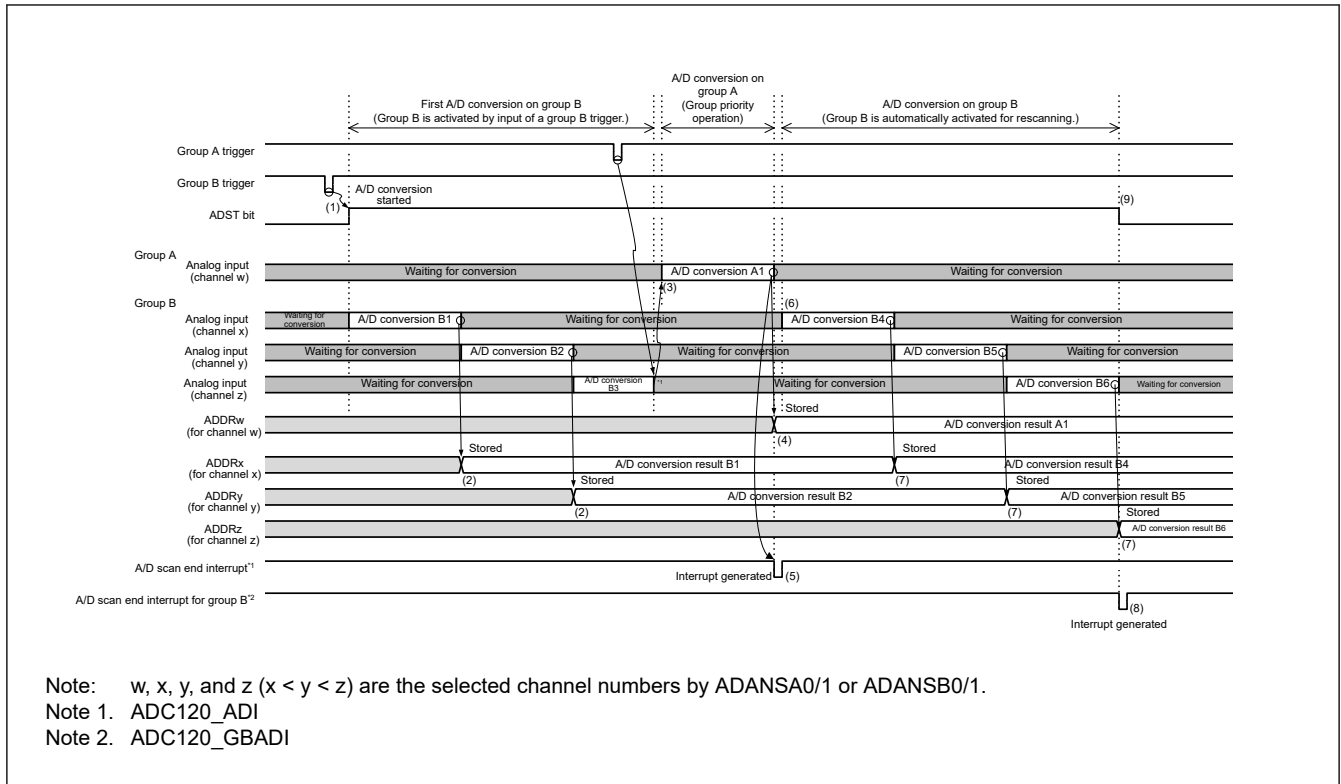 A/D conversion on
group A
(Group priority
operation)
First A/D conversion on group B
(Group B is activated by input of a group B trigger.)
A/D conversion on group B
(Group B is automatically activated for rescanning.)
Group A trigger
Group B trigger
A/D conversion
started
(1)
(9)
ADST bit
Group A
Analog input
(channel w)
Waiting for conversion
A/D conversion A1
Waiting for conversion
(3)
Group B
(6)
Analog input
(channel x)
Waiting for
conversion
A/D conversion B1
Waiting for conversion
A/D conversion B4
Waiting for conversion
Analog input
(channel y)
Waiting for conversion
A/D conversion B2
Waiting for conversion
A/D conversion B5
Waiting for conversion
Analog input
(channel z)
Waiting for conversion
A/D conversion
B3
*1
Waiting for conversion
A/D conversion B6
Waiting for conversion
Stored
ADDRw
(for channel w)
A/D conversion result A1
(4)
Stored
Stored
ADDRx
(for channel x)
A/D conversion result B1
A/D conversion result B4
(2)
(7)
Stored
Stored
ADDRy
(for channel y)
A/D conversion result B2
A/D conversion result B5
(2)
(7)
Stored
ADDRz
(for channel z)
A/D conversion result B6
(7)
A/D scan end interrupt*1
Interrupt generated
(5)
A/D scan end interrupt for group B*2
(8)
Interrupt generated
Note: w, x, y, and z (x < y < z) are the selected channel numbers by ADANSA0/1 or ADANSB0/1.
Note 1. ADC120_ADI
Note 2. ADC120_GBADI